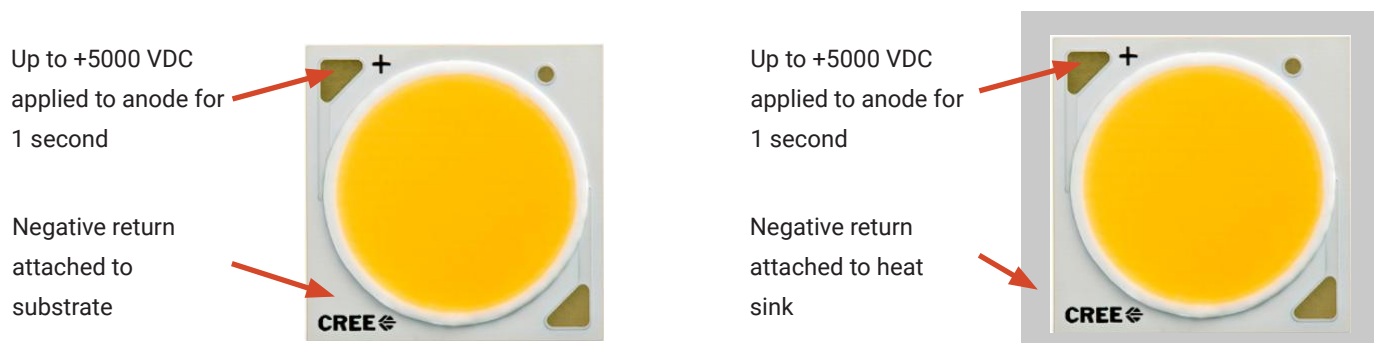 Up to +5000 VDC
applied to anode for
1 second
Negative return
attached to
substrate
+
CREE
Up to +5000 VDC
applied to anode for
1 second
Negative return
attached to heat
sink
+
CREE